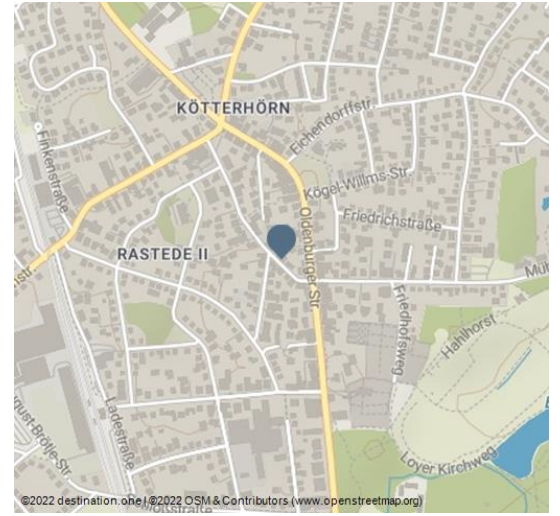 KÖTTERHÖRN
Eichendorffstr.
Finkenstraße
Kögel-Willms-Str.
Friedrichstraße
Oldenburger Str.
RASTEDE II
Friedhofsweg
Hahlhorst
Ladestraße
Loyer Kirchweg
©2022 destination.one | ©2022 OSM & Contributors (www.openstreetmap.org)